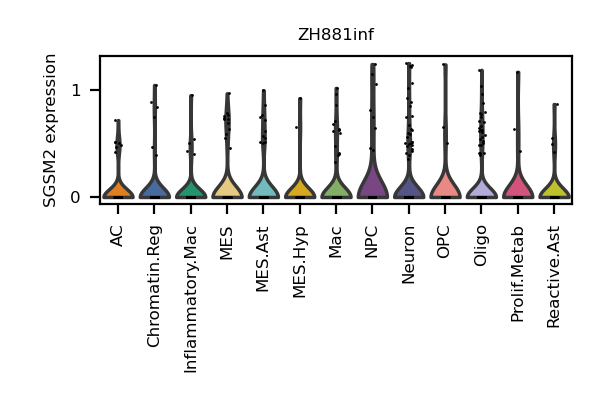 ZH881inf
SGSM2 expression
1
0
AC
Chromatin.Reg
Inflammatory.Mac
MES
MES.Ast
MES.Hyp
Mac
NPC
Neuron
OPC
Oligo
Prolif.Metab
Reactive.Ast